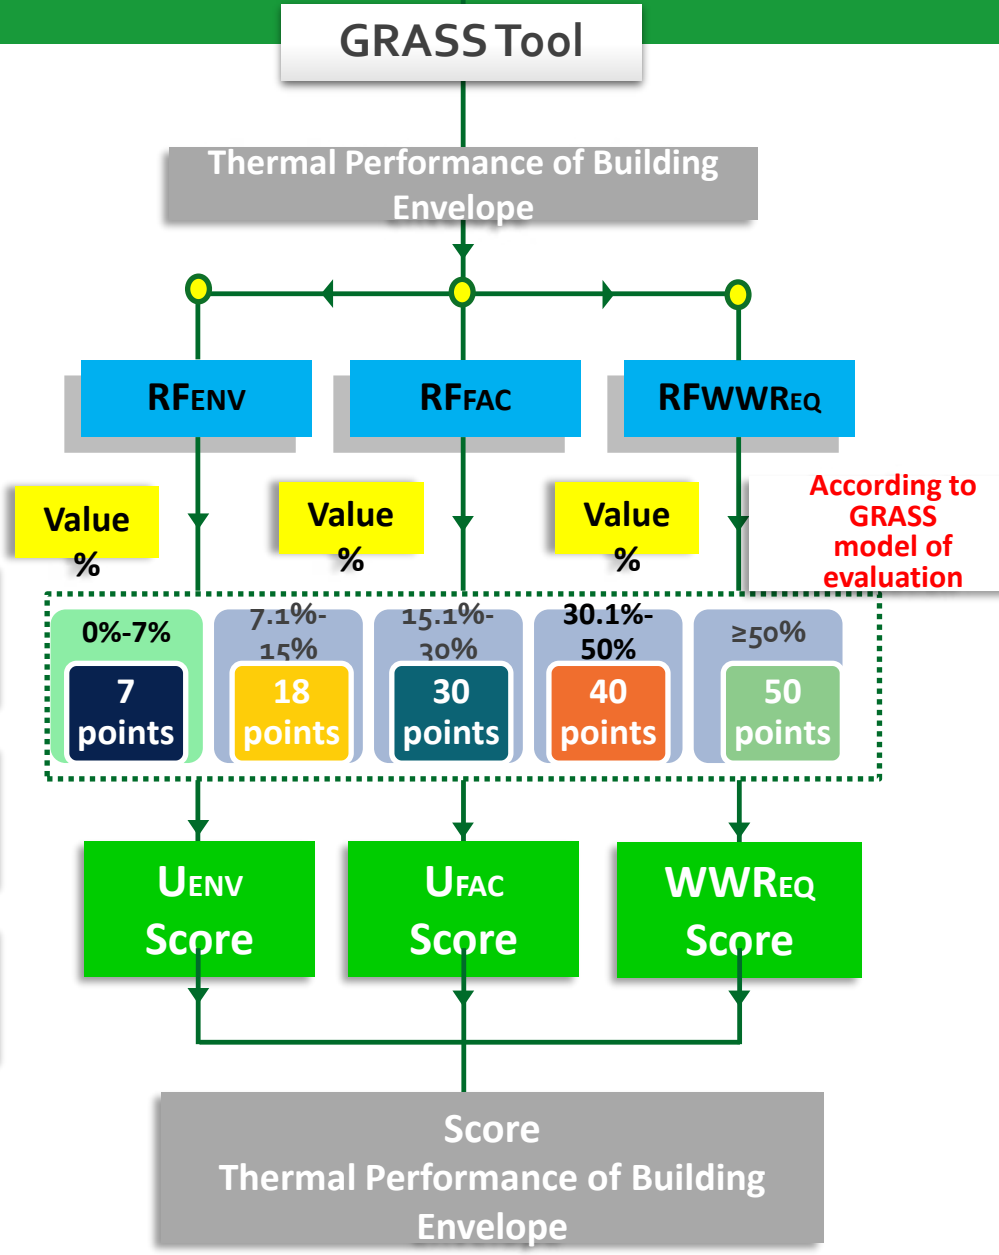 GRASS Tool
Thermal Performance of Building
Envelope
RFENV
RFFAC
RFWWREQ
Value
%
Value
%
Value
%
According to
GRASS
model of
evaluation
0%-7%
7.1%-
15%
15.1%-
30%
30.1%-
50%
≥50%
7
points
18
points
30
points
40
points
50
points
UENV
Score
UFAC
Score
WWREQ
Score
Score
Thermal Performance of Building
Envelope